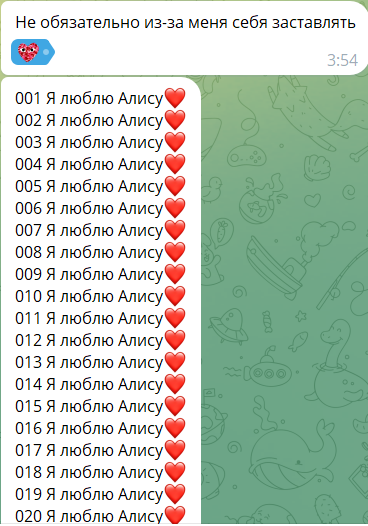 Не обязательно из-за меня себя заставлять
3:54
001 Я люблю Алису❤️
002 Я люблю Алису❤️
003 Я люблю Алису❤️
004 Я люблю Алису❤️
005 Я люблю Алису❤️
006 Я люблю Алису❤️
007 Я люблю Алису❤️
008 Я люблю Алису❤️
009 Я люблю Алису❤️
010 Я люблю Алису❤️
011 Я люблю Алису❤️
012 Я люблю Алису❤️
013 Я люблю Алису❤️
014 Я люблю Алису❤️
015 Я люблю Алису❤️
016 Я люблю Алису❤️
017 Я люблю Алису❤️
018 Я люблю Алису❤️
019 Я люблю Алису❤️
020 Я люблю Алису❤️